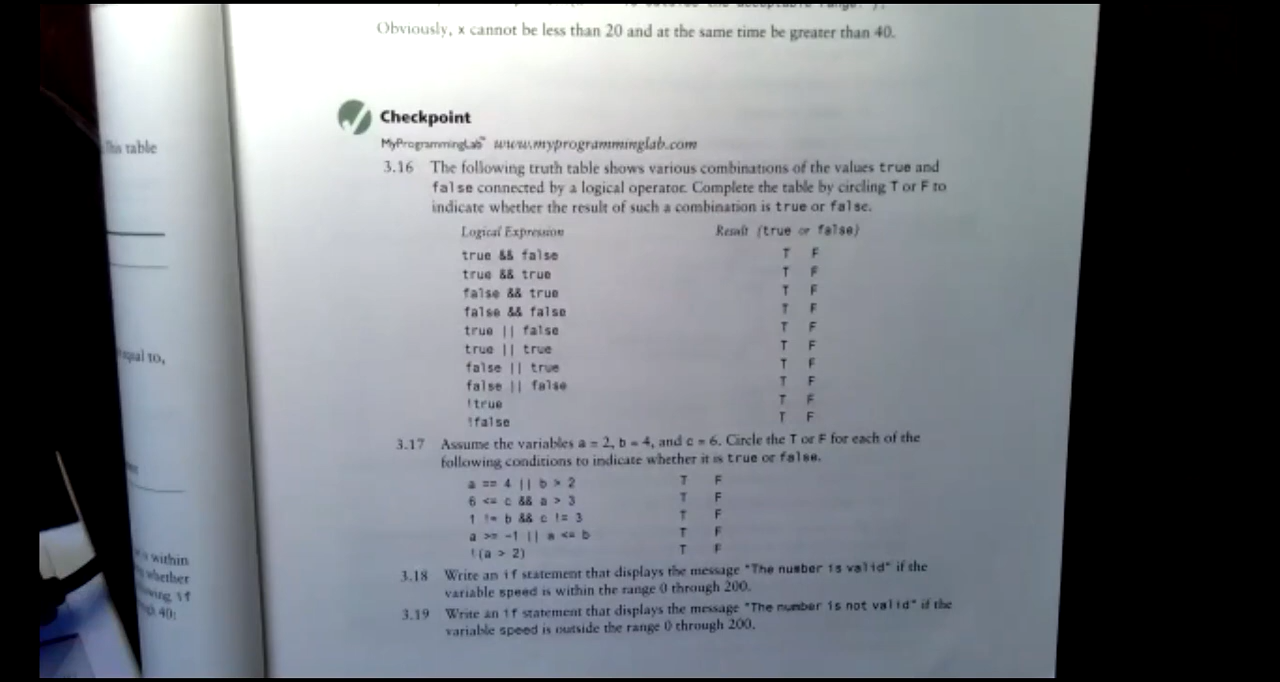 Obviously, x cannot be less than 20 and at the same time be greater than 40.
Checkpoint
MyProgrammingLab™ www.myprogramminglab.com
3.16 The following truth table shows various combinations of the values true and
false connected by a logical operator. Complete the table by circling T or F to
indicate whether the result of such a combination is true or false.
Logical Expression Result (true or false)
true && false T F
true && true T F
false && true T F
false && false T F
true || false T F
true || true T F
false || true T F
false || false T F
!true T F
!false T F
3.17 Assume the variables a = 2, b = 4, and c = 6. Circle the T or F for each of the
following conditions to indicate whether it is true or false.
a == 4 || b > 2 T F
6 <= c && a > 3 T F
1 != b && c != 3 T F
a >= -1 || a <= b T F
!(a > 2) T F
3.18 Write an if statement that displays the message "The number is valid" if the
variable speed is within the range 0 through 200.
3.19 Write an if statement that displays the message "The number is not valid" if the
variable speed is outside the range 0 through 200.
table
to,
within
whether
if
40: